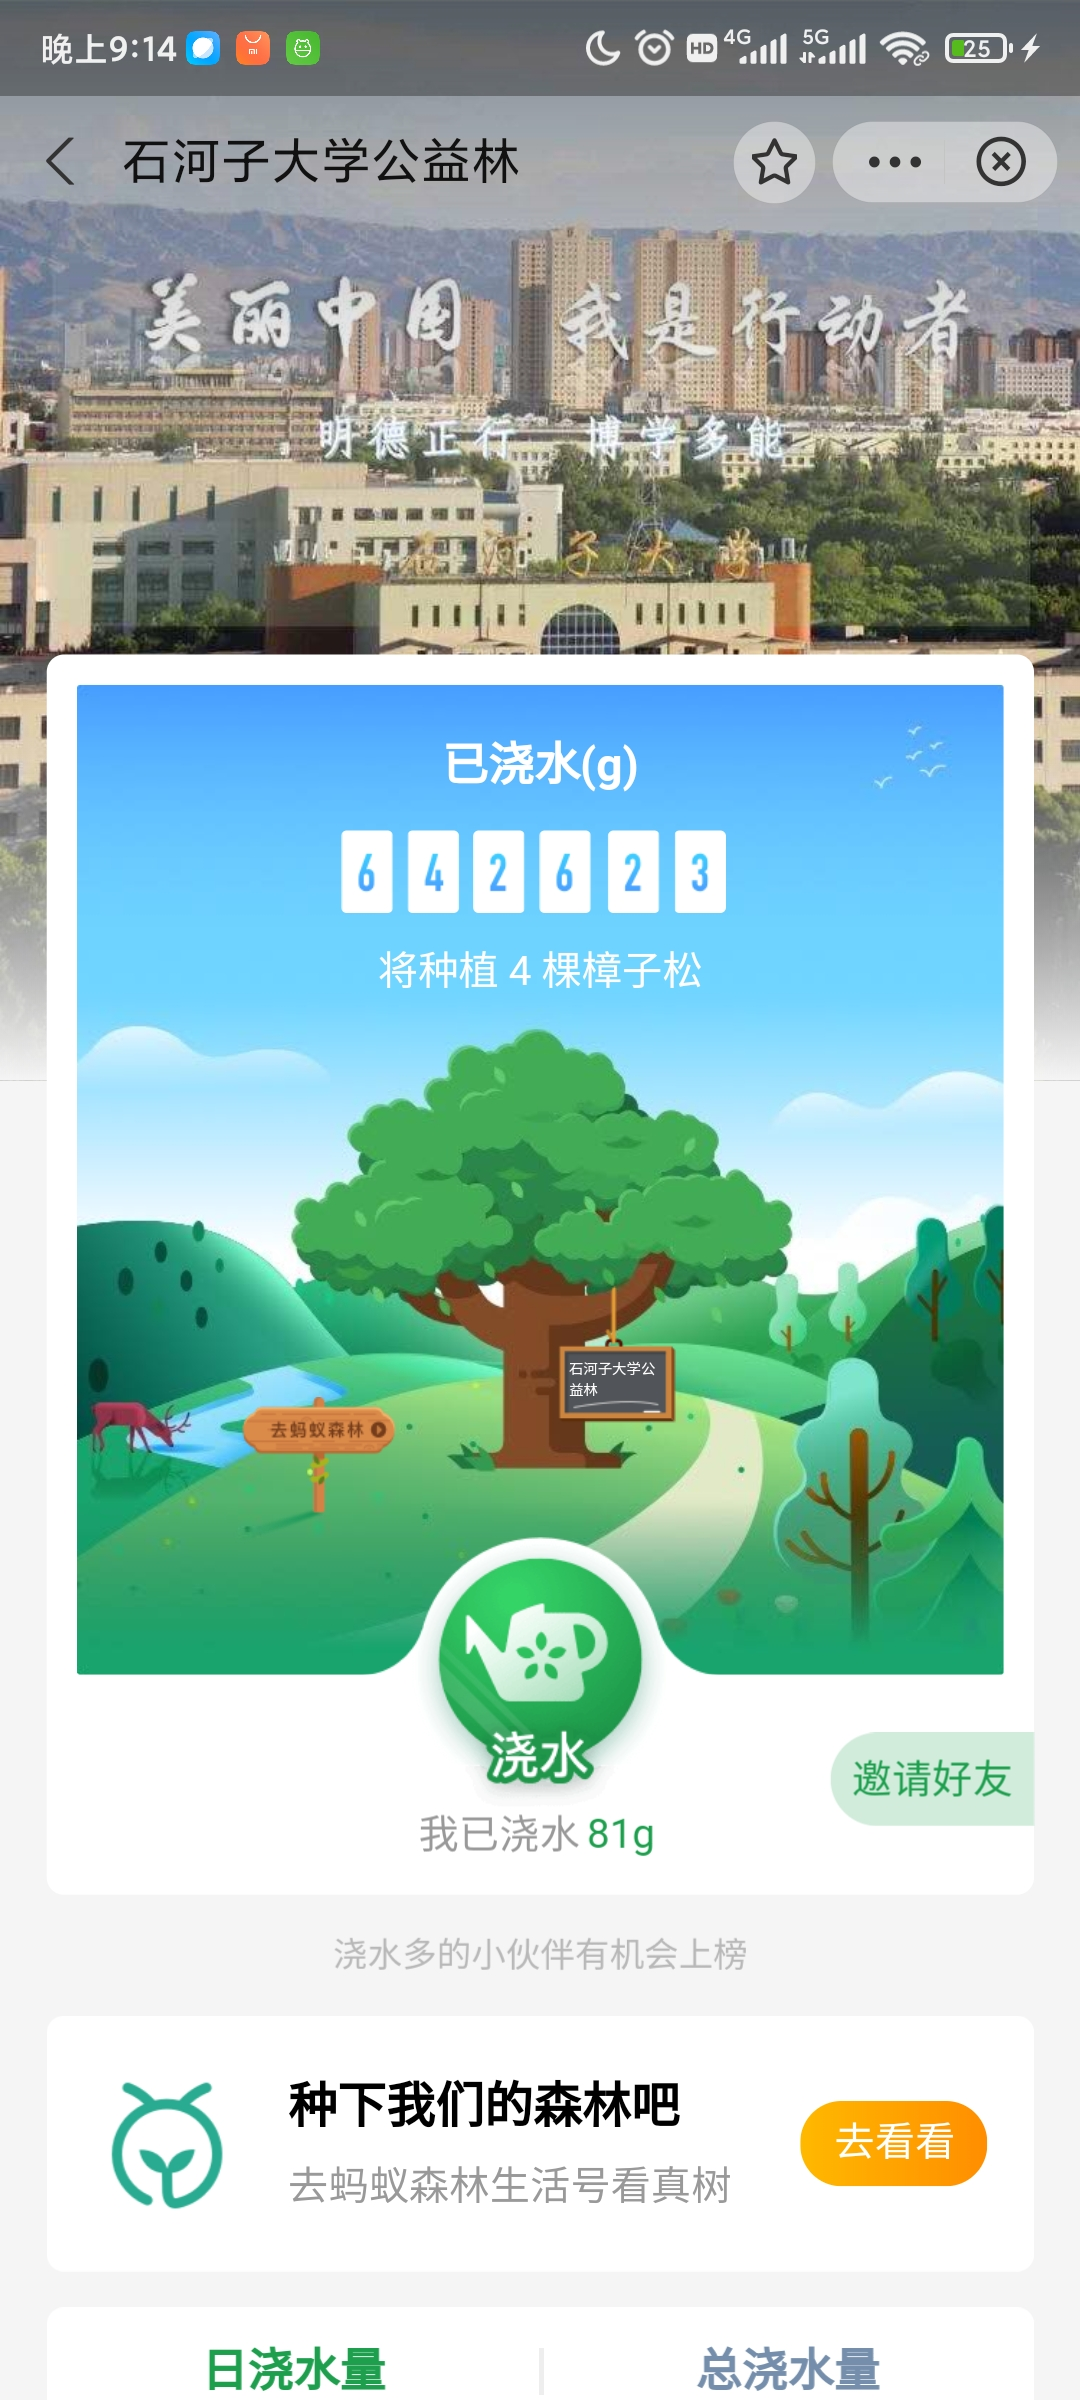 晚上9:14
HD 4G 5G 25
石河子大学公益林
美丽中国 我是行动者
明德正行 博学多能
石河子大学
已浇水(g)
642623
将种植 4 棵樟子松
石河子大学公
益林
去蚂蚁森林
浇水
邀请好友
我已浇水 81g
浇水多的小伙伴有机会上榜
种下我们的森林吧
去蚂蚁森林生活号看真树
去看看
日浇水量 总浇水量